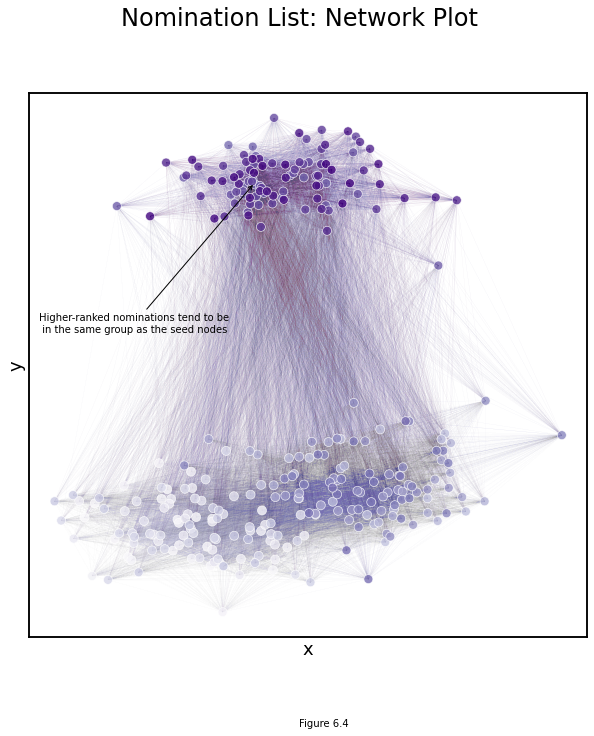 Nomination List: Network Plot
Higher-ranked nominations tend to be
in the same group as the seed nodes
y
x
Figure 6.4